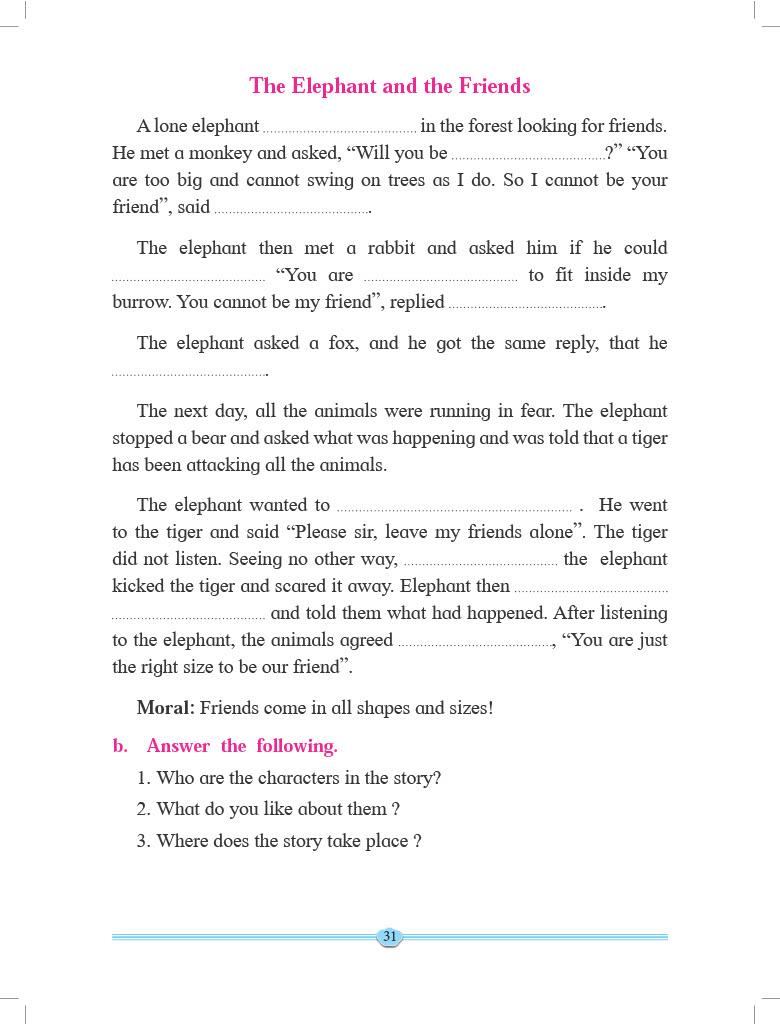 The Elephant and the Friends
A lone elephant ........................................ in the forest looking for friends.
He met a monkey and asked, “Will you be ........................................?” “You
are too big and cannot swing on trees as I do. So I cannot be your
friend”, said .........................................
The elephant then met a rabbit and asked him if he could
........................................ “You are ........................................ to fit inside my
burrow. You cannot be my friend”, replied .........................................
The elephant asked a fox, and he got the same reply, that he
.........................................
The next day, all the animals were running in fear. The elephant
stopped a bear and asked what was happening and was told that a tiger
has been attacking all the animals.
The elephant wanted to ............................................................ . He went
to the tiger and said “Please sir, leave my friends alone”. The tiger
did not listen. Seeing no other way, ........................................ the elephant
kicked the tiger and scared it away. Elephant then ........................................
........................................ and told them what had happened. After listening
to the elephant, the animals agreed ........................................, “You are just
the right size to be our friend”.
Moral: Friends come in all shapes and sizes!
b. Answer the following.
1. Who are the characters in the story?
2. What do you like about them ?
3. Where does the story take place ?
31